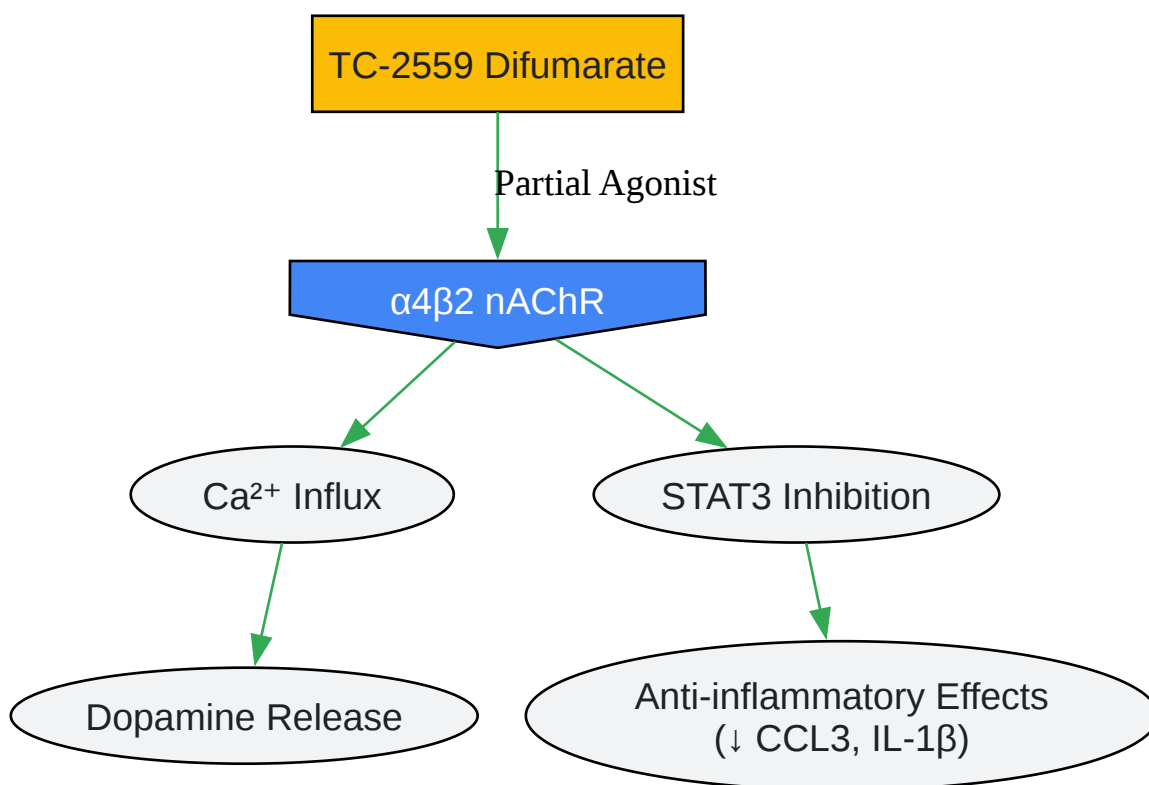 TC-2559 Difumarate
Partial Agonist
α4β2 nAChR
Ca²⁺ Influx
STAT3 Inhibition
Dopamine Release
Anti-inflammatory Effects
(↓ CCL3, IL-1β)